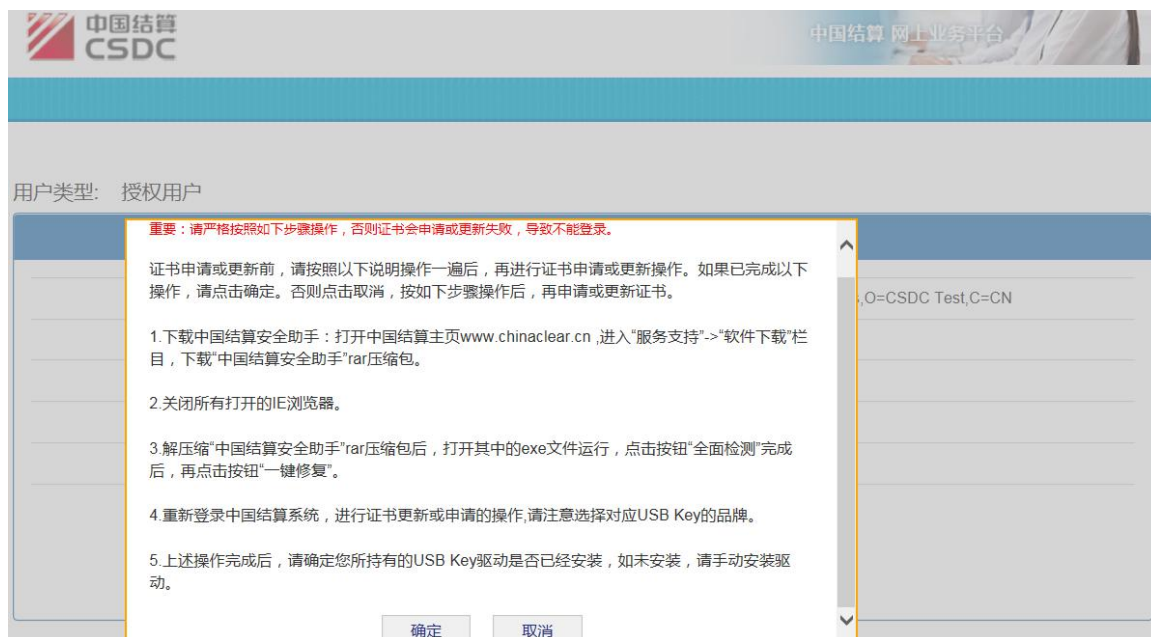 中国结算
CSDC
中国结算 网上业务平台
用户类型: 授权用户
重要：请严格按照如下步骤操作，否则证书会申请或更新失败，导致不能登录。
证书申请或更新前，请按照以下说明操作一遍后，再进行证书申请或更新操作。如果已完成以下
操作，请点击确定。否则点击取消，按如下步骤操作后，再申请或更新证书。
,O=CSDC Test,C=CN
1.下载中国结算安全助手：打开中国结算主页www.chinaclear.cn ,进入“服务支持”->“软件下载”栏
目，下载“中国结算安全助手”rar压缩包。
2.关闭所有打开的IE浏览器。
3.解压缩“中国结算安全助手”rar压缩包后，打开其中的exe文件运行，点击按钮“全面检测”完成
后，再点击按钮“一键修复”。
4.重新登录中国结算系统，进行证书更新或申请的操作,请注意选择对应USB Key的品牌。
5.上述操作完成后，请确定您所持有的USB Key驱动是否已经安装，如未安装，请手动安装驱
动。
确定 取消